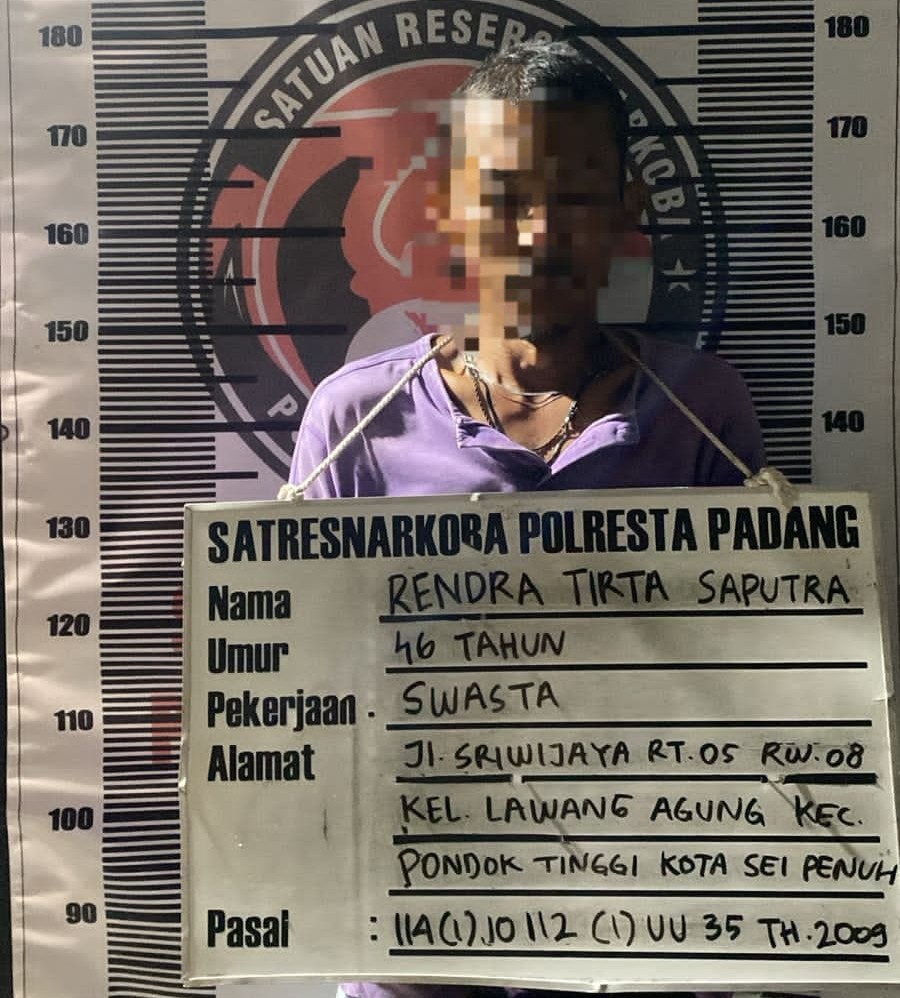 SATUAN RESERSE NARKOBA
180 180
170 170
160 160
150 150
140 140
130
120
110
100
90
SATRESNARKOBA POLRESTA PADANG
Nama RENDRA TIRTA SAPUTRA
Umur 46 TAHUN
Pekerjaan. SWASTA
Alamat Jl. SRIWIJAYA RT.05 RW.08
KEL. LAWANG AGUNG KEC.
PONDOK TINGGI KOTA SEI PENUH
Pasal : 114(1) JO 112 (1) UU 35 TH.2009